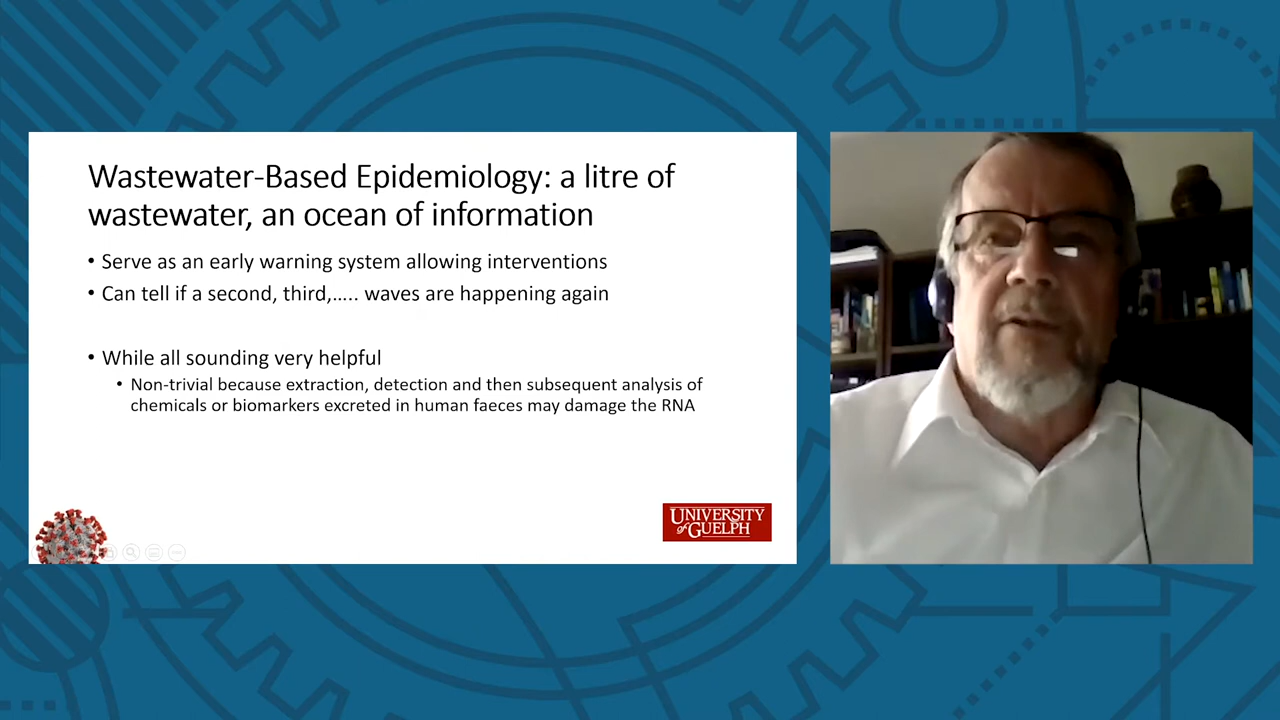 Wastewater-Based Epidemiology: a litre of
wastewater, an ocean of information
• Serve as an early warning system allowing interventions
• Can tell if a second, third,..... waves are happening again
• While all sounding very helpful
• Non-trivial because extraction, detection and then subsequent analysis of
chemicals or biomarkers excreted in human faeces may damage the RNA
UNIVERSITY
of GUELPH